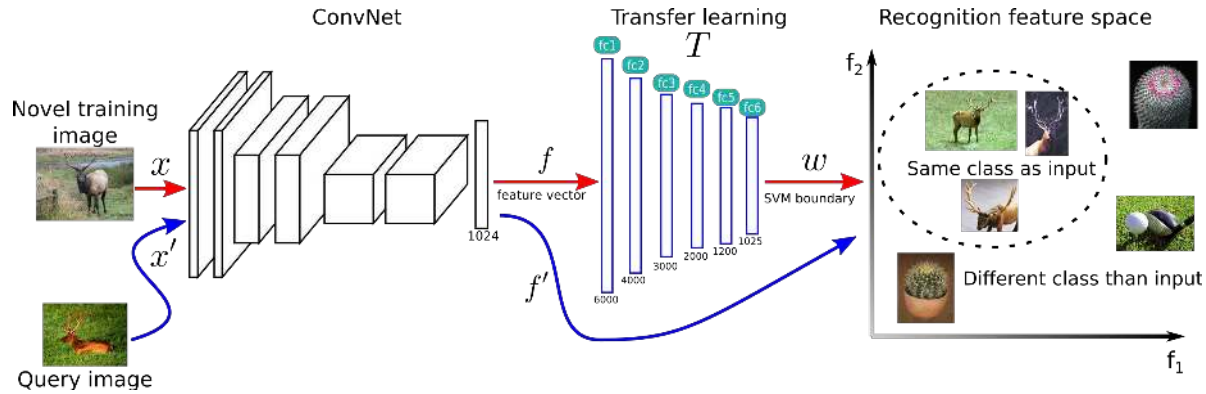 ConvNet
Transfer learning
Recognition feature space
T
fc1
fc2
fc3
fc4
fc5
fc6
f₂
Novel training
image
x
f
feature vector
w
SVM boundary
Same class as input
1024
x′
f′
6000
4000
3000
2000
1200
1025
Different class than input
Query image
f₁